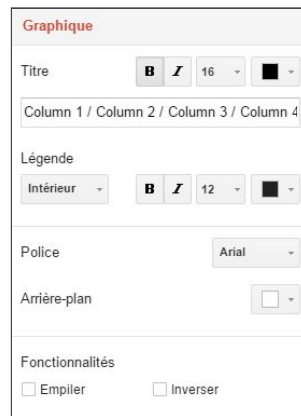 Graphique
Titre B I 16
Column 1 / Column 2 / Column 3 / Column 4
Légende
Intérieur B I 12
Police Arial
Arrière-plan
Fonctionnalités
Empiler Inverser